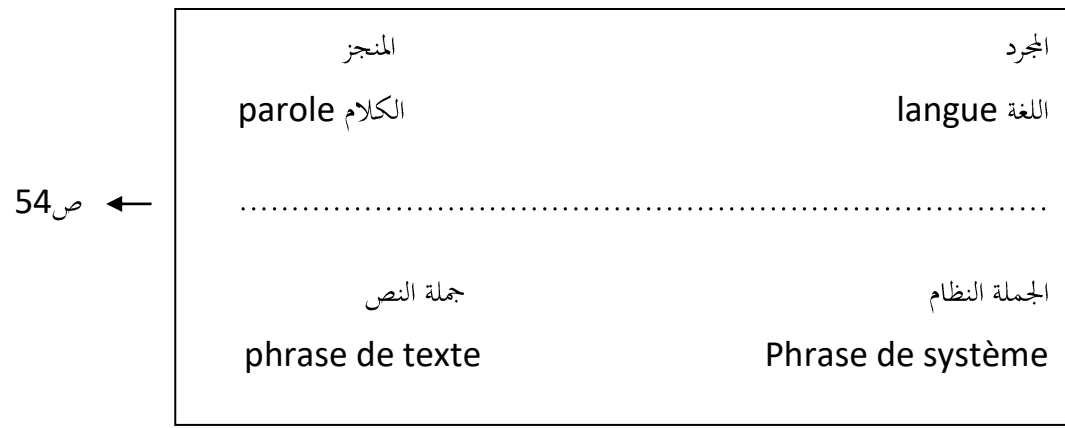 المجرد المنجز
اللغة langue الكلام parole
........................................................................... ← ص54
الجملة النظام جملة النص
Phrase de système phrase de texte